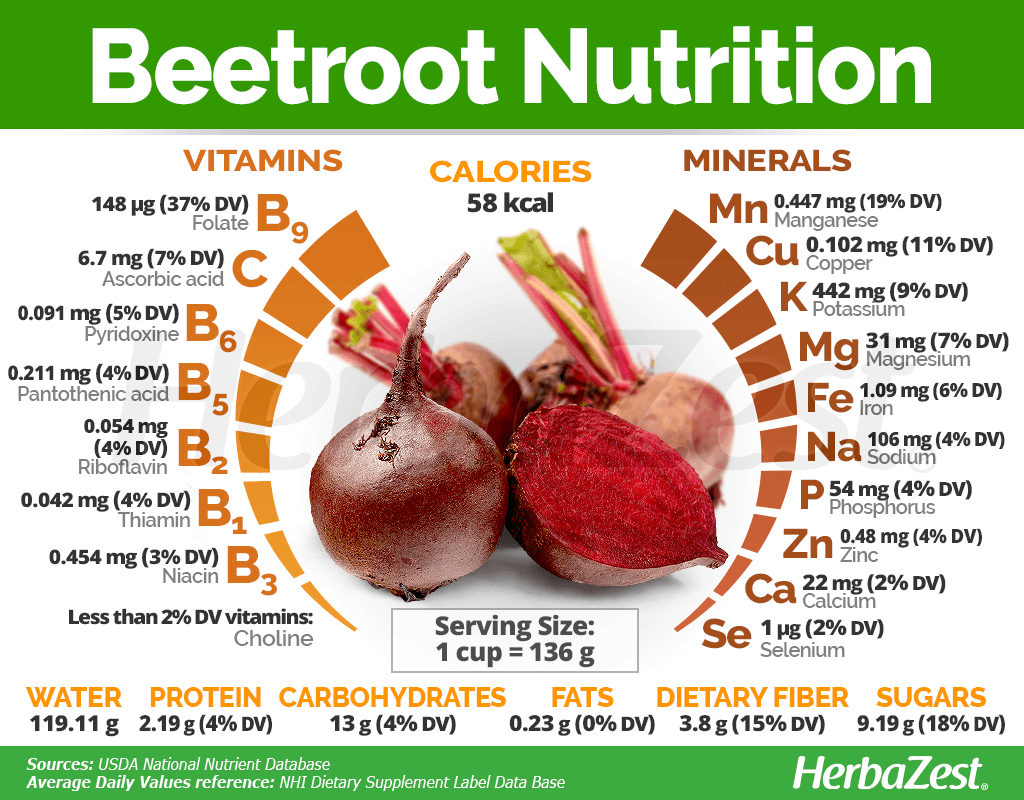 Beetroot Nutrition
VITAMINS
148 µg (37% DV)
Folate
B9
6.7 mg (7% DV)
Ascorbic acid
C
0.091 mg (5% DV)
Pyridoxine
B6
0.211 mg (4% DV)
Pantothenic acid
B5
0.054 mg
(4% DV)
Riboflavin
B2
0.042 mg (4% DV)
Thiamin
B1
0.454 mg (3% DV)
Niacin
B3
Less than 2% DV vitamins:
Choline
CALORIES
58 kcal
MINERALS
Mn
0.447 mg (19% DV)
Manganese
Cu
0.102 mg (11% DV)
Copper
K
442 mg (9% DV)
Potassium
Mg
31 mg (7% DV)
Magnesium
Fe
1.09 mg (6% DV)
Iron
Na
106 mg (4% DV)
Sodium
P
54 mg (4% DV)
Phosphorus
Zn
0.48 mg (4% DV)
Zinc
Ca
22 mg (2% DV)
Calcium
Se
1 µg (2% DV)
Selenium
HerbaZest®
Serving Size:
1 cup = 136 g
WATER
119.11 g
PROTEIN
2.19 g (4% DV)
CARBOHYDRATES
13 g (4% DV)
FATS
0.23 g (0% DV)
DIETARY FIBER
3.8 g (15% DV)
SUGARS
9.19 g (18% DV)
Sources: USDA National Nutrient Database
Average Daily Values reference: NHI Dietary Supplement Label Data Base
HerbaZest®